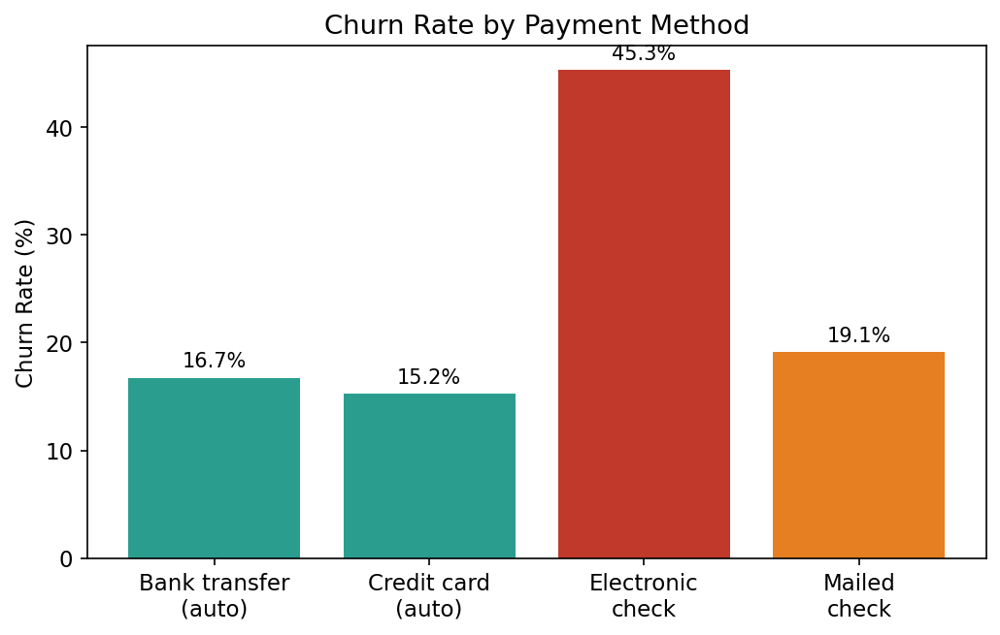 Churn Rate by Payment Method
45.3%
40
30
Churn Rate (%)
20
19.1%
16.7%
15.2%
10
0
Bank transfer
(auto)
Credit card
(auto)
Electronic
check
Mailed
check